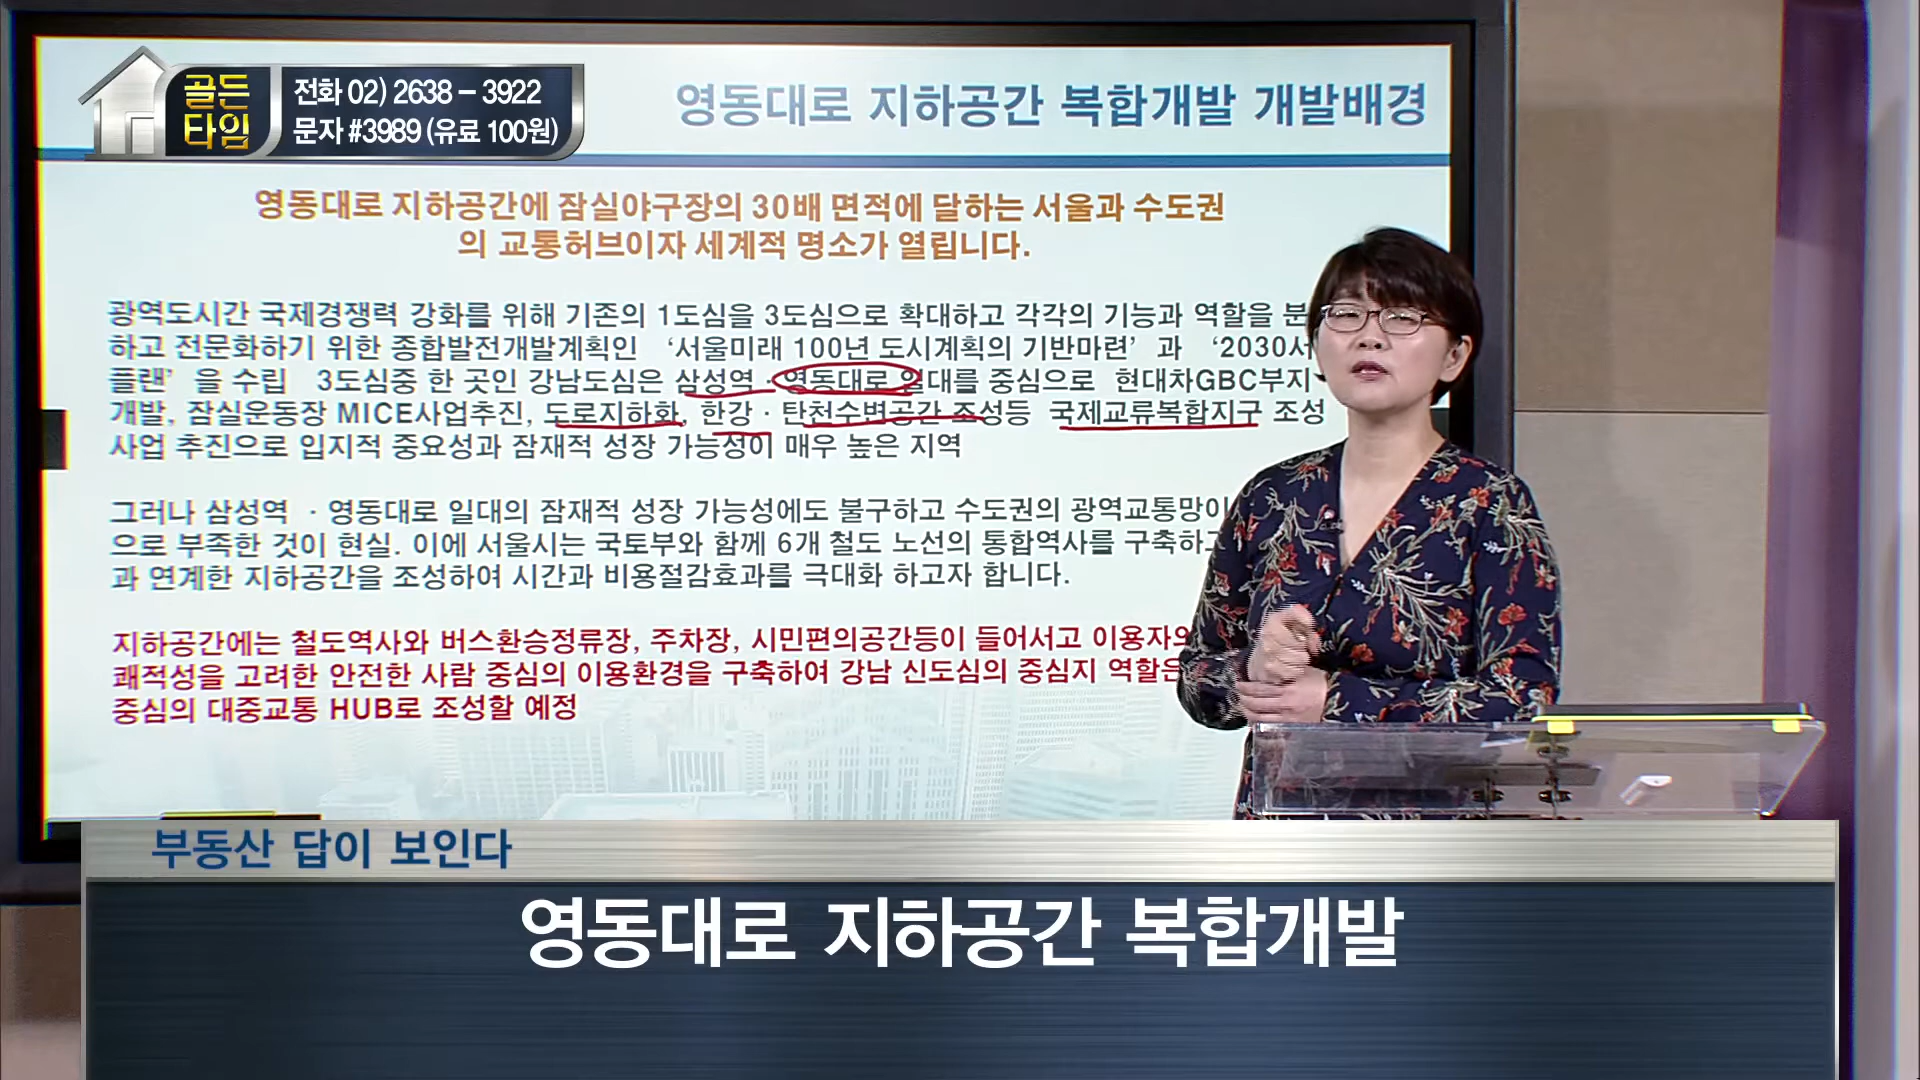 골든
타임
전화 02) 2638 - 3922
문자 #3989 (유료 100원)
영동대로 지하공간 복합개발 개발배경
영동대로 지하공간에 잠실야구장의 30배 면적에 달하는 서울과 수도권
의 교통허브이자 세계적 명소가 열립니다.
광역도시간 국제경쟁력 강화를 위해 기존의 1도심을 3도심으로 확대하고 각각의 기능과 역할을 분
하고 전문화하기 위한 종합발전개발계획인 ‘서울미래 100년 도시계획의 기반마련’ 과 ‘2030서
플랜’ 을 수립 3도심중 한 곳인 강남도심은 삼성역 · 영동대로 일대를 중심으로 현대차GBC부지
개발, 잠실운동장 MICE사업추진, 도로지하화, 한강 · 탄천수변공간 조성등 국제교류복합지구 조성
사업 추진으로 입지적 중요성과 잠재적 성장 가능성이 매우 높은 지역
그러나 삼성역 · 영동대로 일대의 잠재적 성장 가능성에도 불구하고 수도권의 광역교통망이
으로 부족한 것이 현실. 이에 서울시는 국토부와 함께 6개 철도 노선의 통합역사를 구축하고
과 연계한 지하공간을 조성하여 시간과 비용절감효과를 극대화 하고자 합니다.
지하공간에는 철도역사와 버스환승정류장, 주차장, 시민편의공간등이 들어서고 이용자의
쾌적성을 고려한 안전한 사람 중심의 이용환경을 구축하여 강남 신도심의 중심지 역할은
중심의 대중교통 HUB로 조성할 예정
부동산 답이 보인다
영동대로 지하공간 복합개발